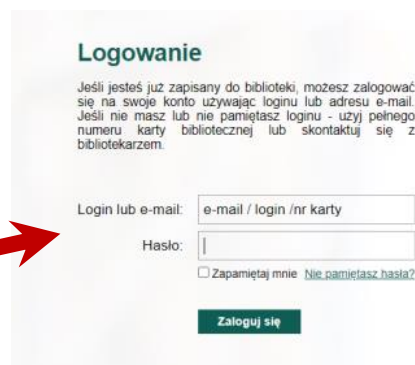 Logowanie
Jeśli jesteś już zapisany do biblioteki, możesz zalogować
się na swoje konto używając loginu lub adresu e-mail.
Jeśli nie masz lub nie pamiętasz loginu - użyj pełnego
numeru karty bibliotecznej lub skontaktuj się z
bibliotekarzem.
Login lub e-mail: e-mail / login /nr karty
Hasło:
Zapamiętaj mnie Nie pamiętasz hasła?
Zaloguj się